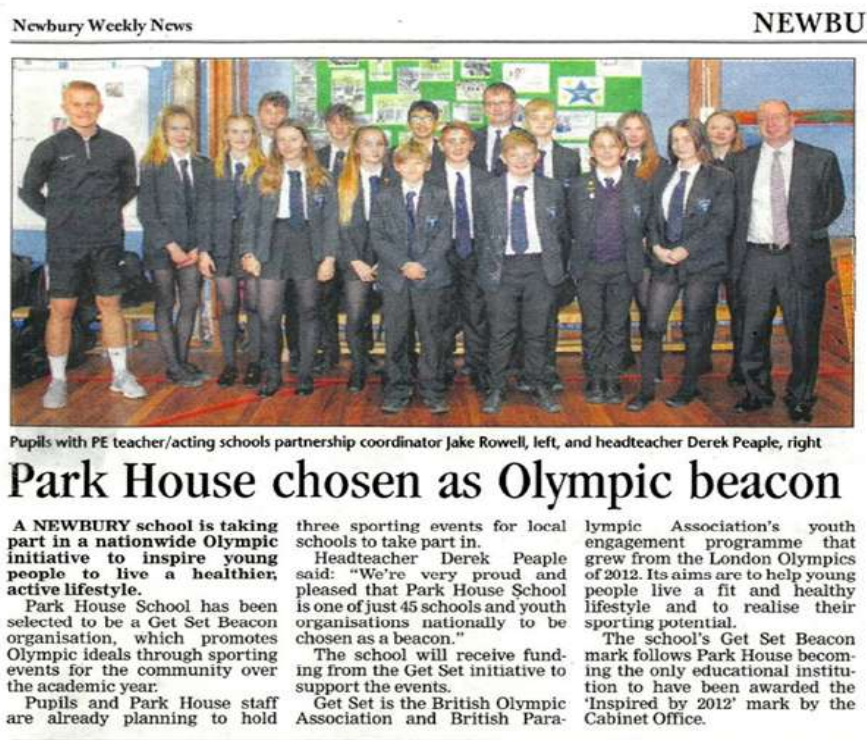 Newbury Weekly News
NEWBU
Pupils with PE teacher/acting schools partnership coordinator Jake Rowell, left, and headteacher Derek Peaple, right
Park House chosen as Olympic beacon
A NEWBURY school is taking
part in a nationwide Olympic
initiative to inspire young
people to live a healthier,
active lifestyle.
Park House School has been
selected to be a Get Set Beacon
organisation, which promotes
Olympic ideals through sporting
events for the community over
the academic year.
Pupils and Park House staff
are already planning to hold
three sporting events for local
schools to take part in.
Headteacher Derek Peaple
said: “We’re very proud and
pleased that Park House School
is one of just 45 schools and youth
organisations nationally to be
chosen as a beacon.”
The school will receive fund-
ing from the Get Set initiative to
support the events.
Get Set is the British Olympic
Association and British Para-
lympic Association’s youth
engagement programme that
grew from the London Olympics
of 2012. Its aims are to help young
people live a fit and healthy
lifestyle and to realise their
sporting potential.
The school’s Get Set Beacon
mark follows Park House becom-
ing the only educational institu-
tion to have been awarded the
‘Inspired by 2012’ mark by the
Cabinet Office.